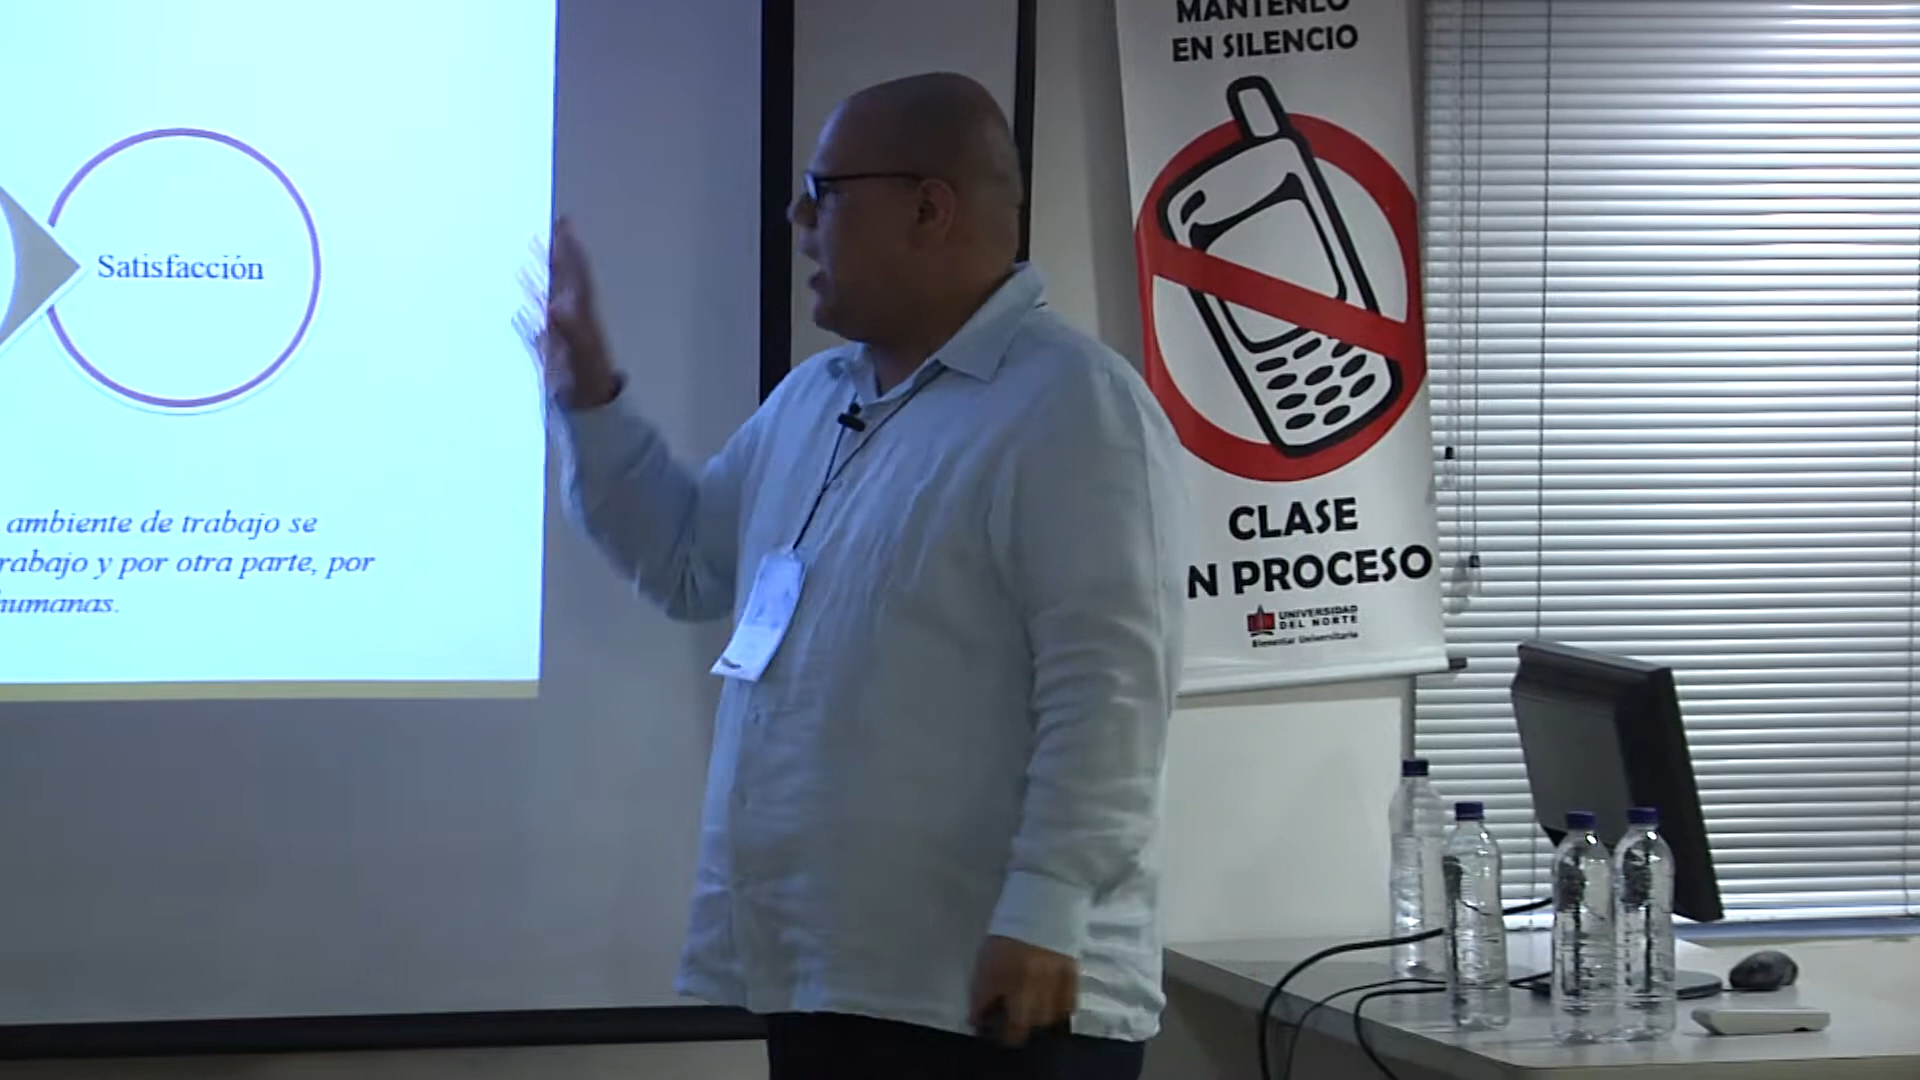 Satisfacción
ambiente de trabajo se
rabajo y por otra parte, por
humanas.
MANTENLO
EN SILENCIO
CLASE
N PROCESO
UNIVERSIDAD
DEL NORTE
Bienestar Universitario